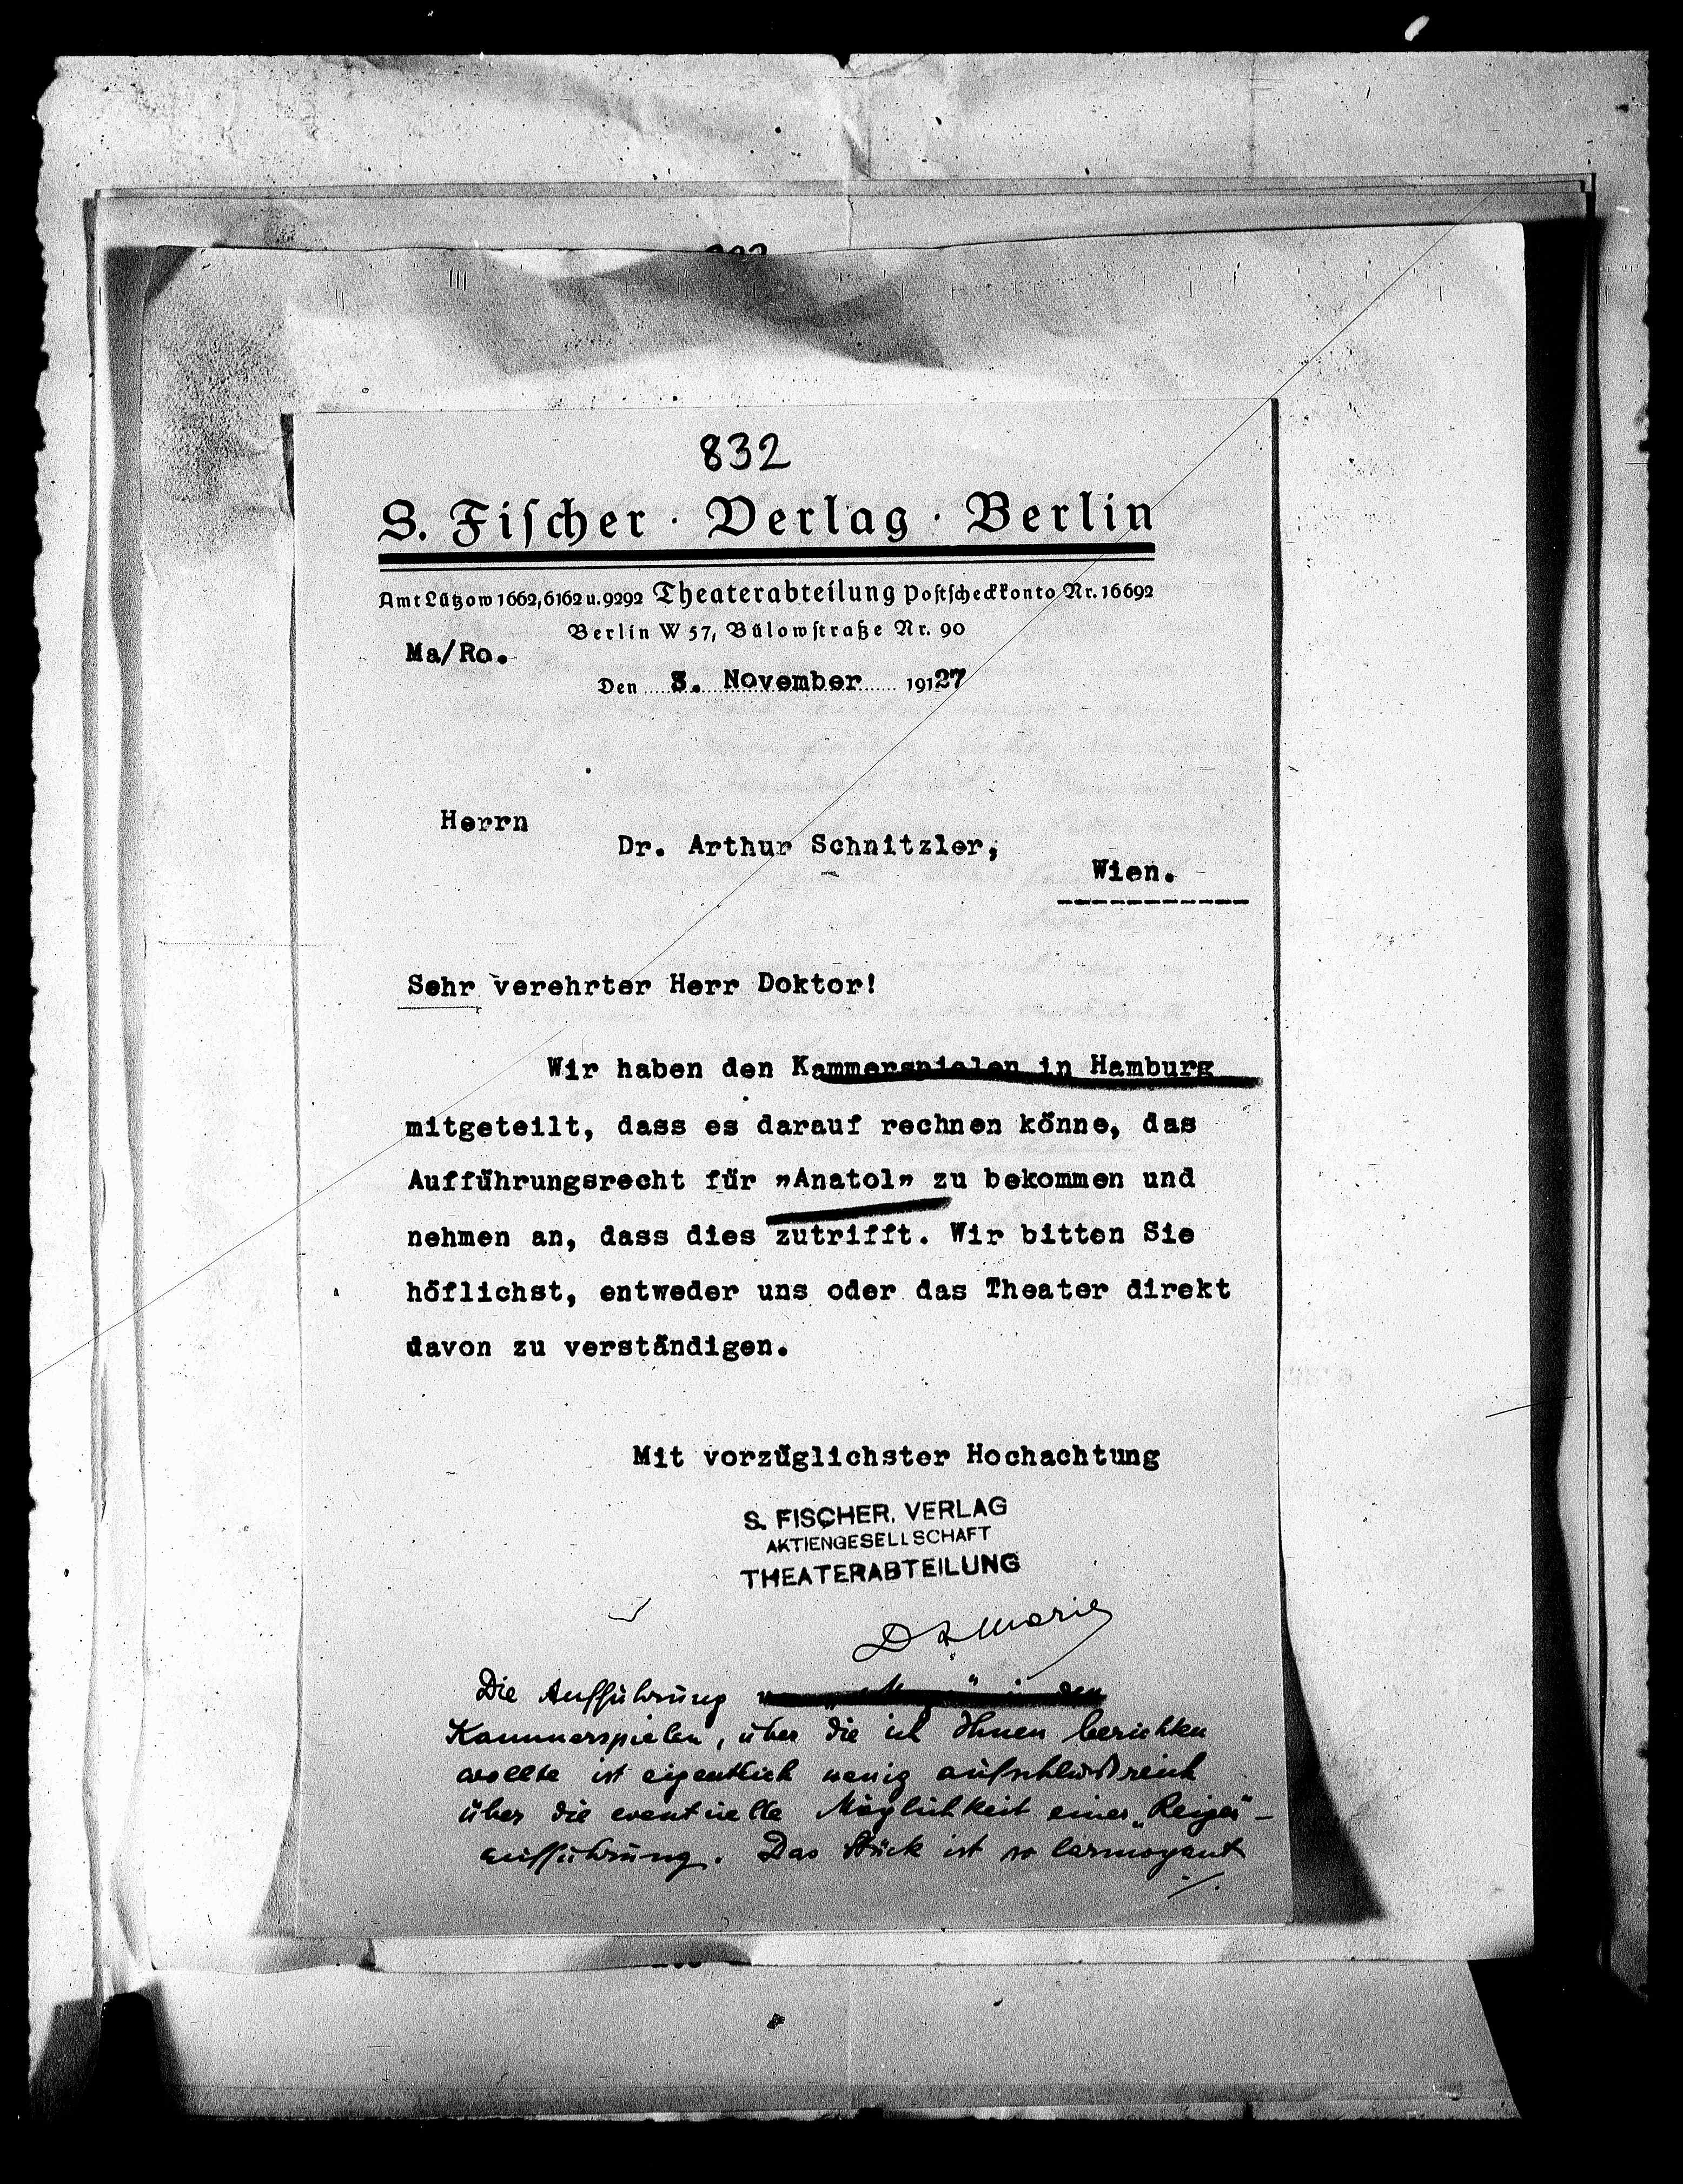 832
S. Fischer · Verlag · Berlin
Amt Lützow 1662, 6162 u. 9292 Theaterabteilung Postscheckkonto Nr. 16692
Berlin W 57, Bülowstraße Nr. 90
Ma/Ro.
Den 3. November 19127
Herrn
Dr. Arthur Schnitzler,
Wien.
Sehr verehrter Herr Doktor!
Wir haben den Kammerspielen in Hamburg
mitgeteilt, dass es darauf rechnen könne, das
Aufführungsrecht für "Anatol" zu bekommen und
nehmen an, dass dies zutrifft. Wir bitten Sie
höflichst, entweder uns oder das Theater direkt
davon zu verständigen.
Mit vorzüglichster Hochachtung
S. FISCHER, VERLAG
AKTIENGESELLSCHAFT
THEATERABTEILUNG
Die Aufführung den
Kammerspielen, über die ich Ihnen berichten
wollte ist eigentlich wenig aufschlußreich
über die eventuelle Möglichkeit einer „Reigen"-
aufführung. Das Stück ist so larmoyant
./.